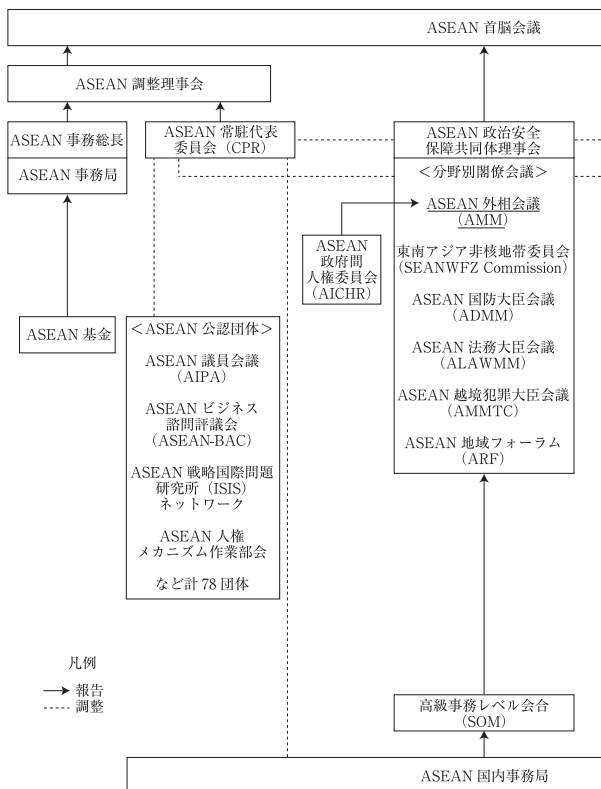 ASEAN 首脳会議
ASEAN 調整理事会
ASEAN 事務総長
ASEAN 事務局
ASEAN 常駐代表
委員会（CPR）
ASEAN 政治安全
保障共同体理事会
＜分野別閣僚会議＞
ASEAN 外相会議
（AMM）
東南アジア非核地帯委員会
（SEANWFZ Commission）
ASEAN 国防大臣会議
（ADMM）
ASEAN 法務大臣会議
（ALAWMM）
ASEAN 越境犯罪大臣会議
（AMMTC）
ASEAN 地域フォーラム
（ARF）
ASEAN
政府間
人権委員会
（AICHR）
ASEAN 基金
＜ASEAN 公認団体＞
ASEAN 議員会議
（AIPA）
ASEAN ビジネス
諮問評議会
（ASEAN-BAC）
ASEAN 戦略国際問題
研究所（ISIS）
ネットワーク
ASEAN 人権
メカニズム作業部会
など計 78 団体
凡例
報告
調整
高級事務レベル会合
（SOM）
ASEAN 国内事務局